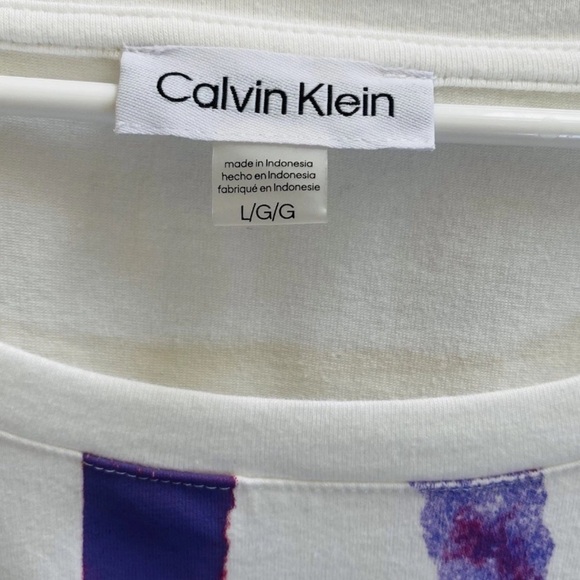 Calvin Klein
made in Indonesia
hecho en Indonesia
fabriqué en Indonesie
L/G/G